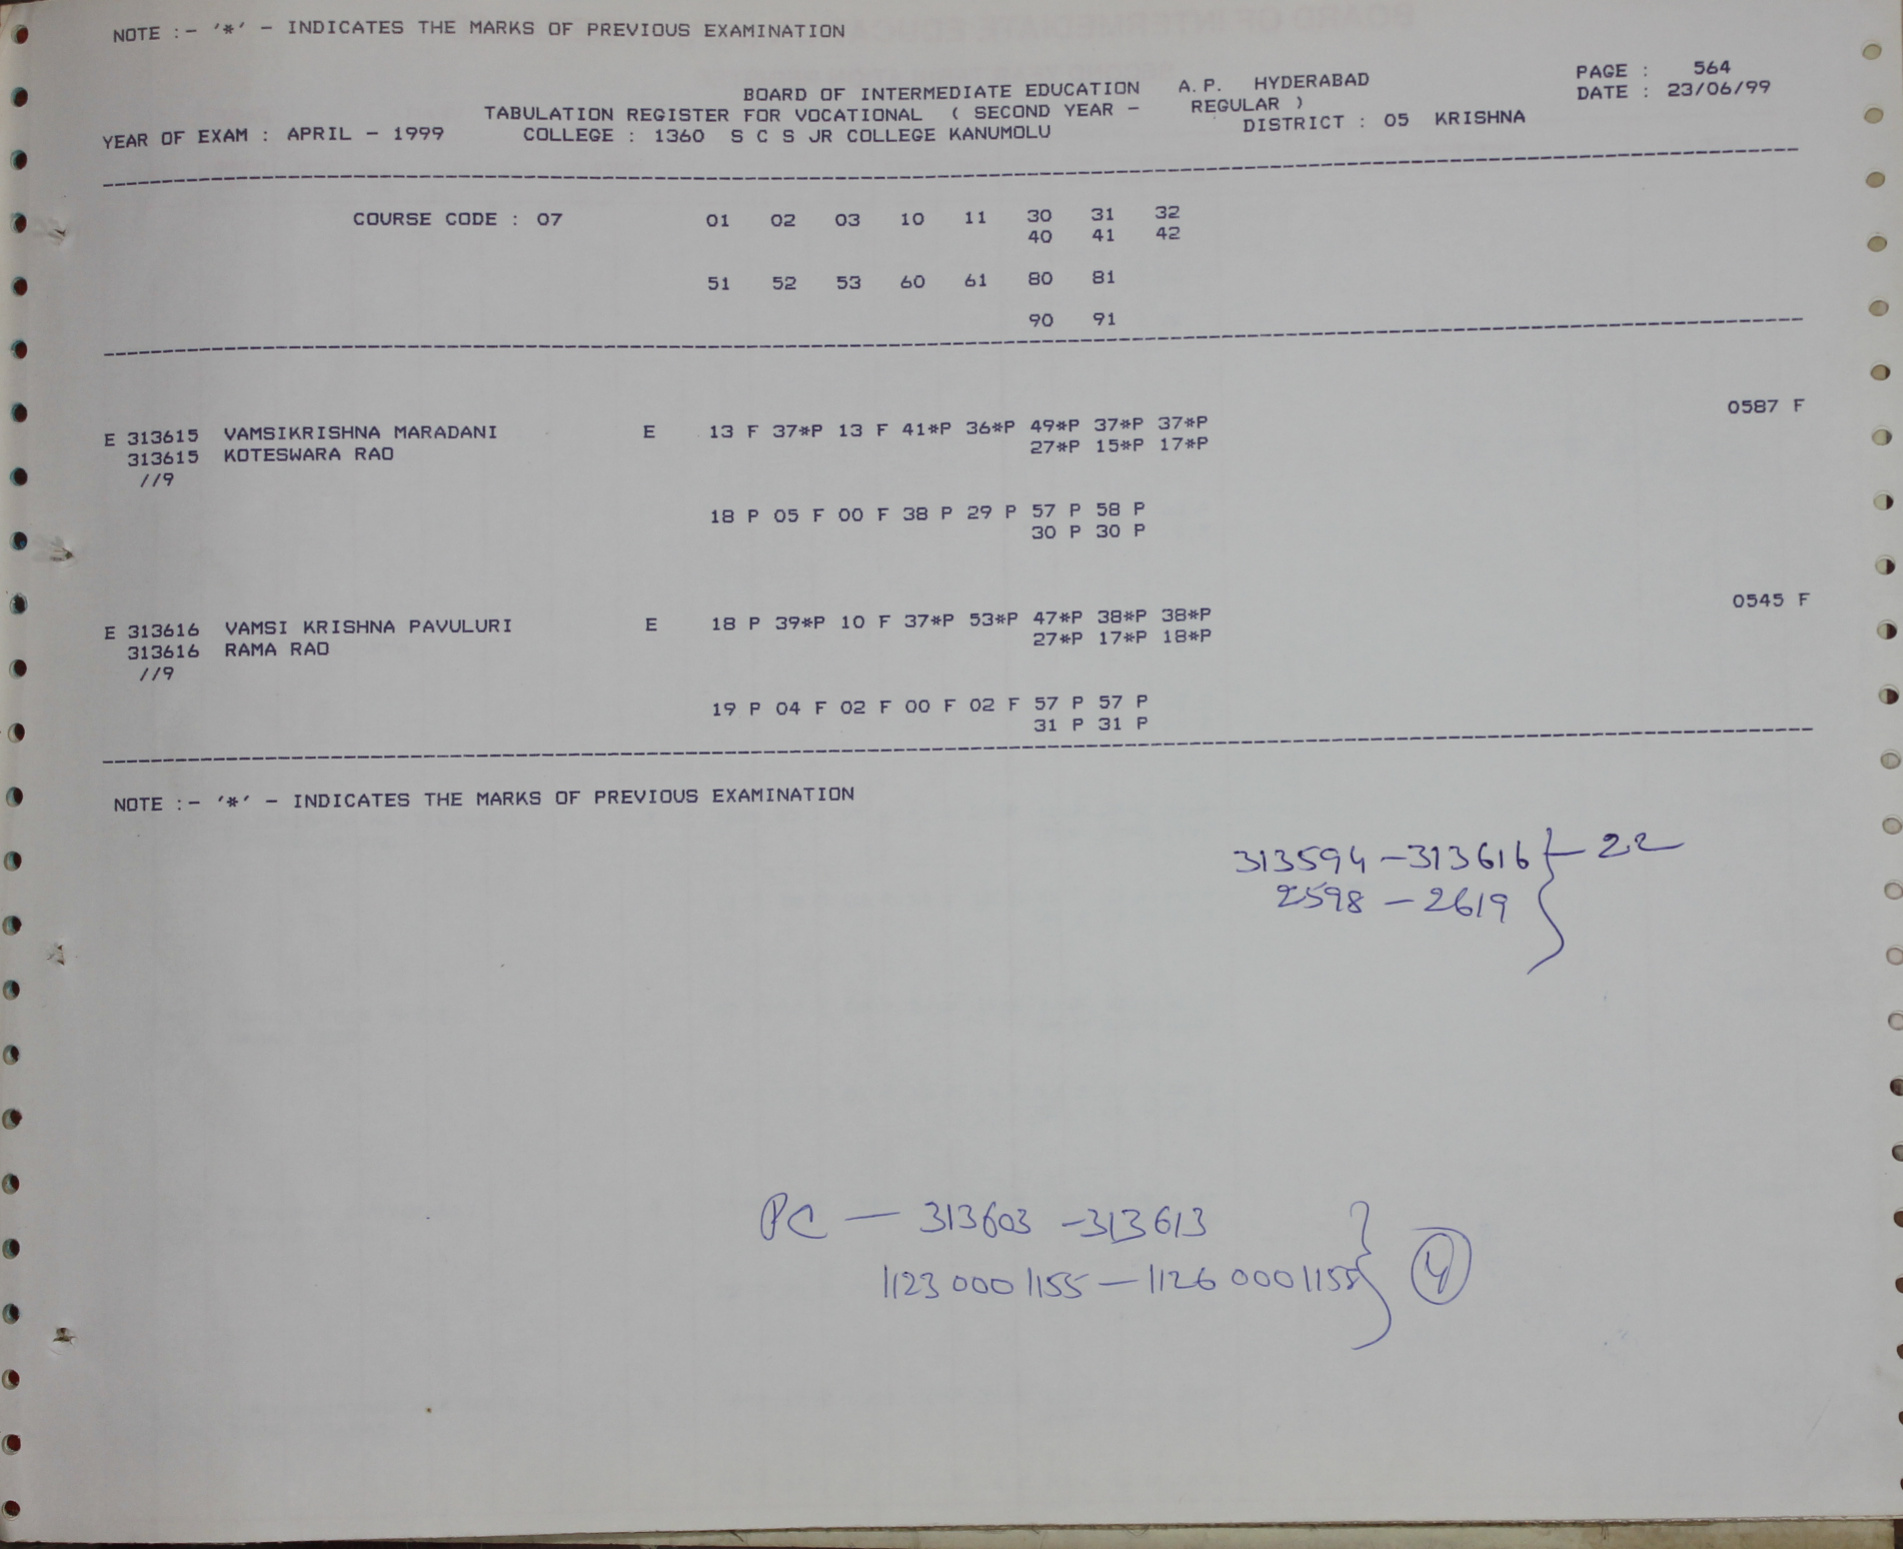 NOTE :- '*' - INDICATES THE MARKS OF PREVIOUS EXAMINATION
BOARD OF INTERMEDIATE EDUCATION A.P. HYDERABAD PAGE : 564
TABULATION REGISTER FOR VOCATIONAL ( SECOND YEAR - REGULAR ) DATE : 23/06/99
YEAR OF EXAM : APRIL - 1999 COLLEGE : 1360 S C S JR COLLEGE KANUMOLU DISTRICT : 05 KRISHNA
COURSE CODE : 07 01 02 03 10 11 30 31 32
40 41 42
51 52 53 60 61 80 81
90 91
0587 F
E 313615 VAMSIKRISHNA MARADANI E 13 F 37*P 13 F 41*P 36*P 49*P 37*P 37*P
313615 KOTESWARA RAO 27*P 15*P 17*P
//9
18 P 05 F 00 F 38 P 29 P 57 P 58 P
30 P 30 P
0545 F
E 313616 VAMSI KRISHNA PAVULURI E 18 P 39*P 10 F 37*P 53*P 47*P 38*P 38*P
313616 RAMA RAO 27*P 17*P 18*P
//9
19 P 04 F 02 F 00 F 02 F 57 P 57 P
31 P 31 P
NOTE :- '*' - INDICATES THE MARKS OF PREVIOUS EXAMINATION
313594 - 313616 } - 22
2598 - 2619
PC - 313603 - 313613
1123 000 1155 - 1126 000 1155 } 4